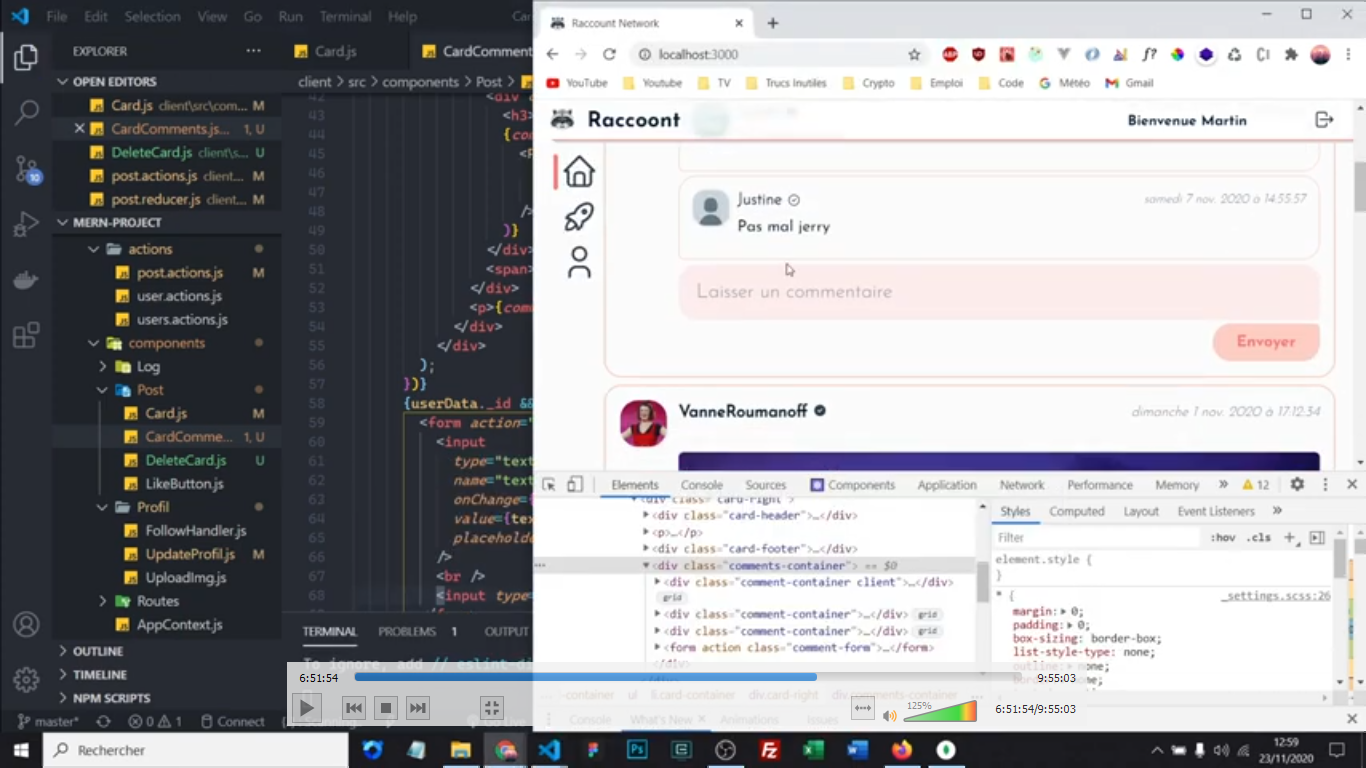 File Edit Selection View Go Run Terminal Help Car
EXPLORER
OPEN EDITORS
Card.js client\src\com... M
CardComments.js... 1, U
DeleteCard.js client\s... U
post.actions.js client... M
post.reducer.js client... M
MERN-PROJECT
actions
post.actions.js M
user.actions.js
users.actions.js
components
Log
Post
Card.js M
CardComme... 1, U
DeleteCard.js U
LikeButton.js
Profil
FollowHandler.js
UpdateProfil.js M
UploadImg.js
Routes
AppContext.js
OUTLINE
TIMELINE
NPM SCRIPTS
master* 0 1 Connect
Card.js CardComment
client > src > components > Post >
42 <div
43 <h3>
44 {com
45 <P
46
47
48 />
49 )}
50 </div>
51 <span>
52 </div>
53 <p>{comm
54 </div>
55 </div>
56 );
57 })}
58 {userData._id &&
59 <form action="
60 <input
61 type="text
62 name="text
63 onChange={
64 value={tex
65 placeholde
66 />
67 <br />
68 <input type=
TERMINAL PROBLEMS 1 OUTPUT
To ignore, add // eslint-di
Raccount Network
localhost:3000
YouTube Youtube TV Trucs Inutiles Crypto Emploi Code Météo Gmail
Raccoont Bienvenue Martin
Justine samedi 7 nov. 2020 à 14:55:57
Pas mal jerry
Laisser un commentaire
Envoyer
VanneRoumanoff dimanche 1 nov. 2020 à 17:12:34
Elements Console Sources Components Application Network Performance Memory » 12
<div class="card-right">
<div class="card-header">…</div>
<p>…</p>
<div class="card-footer">…</div>
<div class="comments-container"> == $0
<div class="comment-container client">…</div>
grid
<div class="comment-container">…</div> grid
<div class="comment-container">…</div> grid
<form action class="comment-form">…</form>
</div>
-container ul li.card-container div.card-right div.comments-container
Styles Computed Layout Event Listeners »
Filter :hov .cls +
element.style {
}
* { _settings.scss:26
margin: 0;
padding: 0;
box-sizing: border-box;
list-style-type: none;
outline: none;
Console What's New Animations Issues
6:51:54 9:55:03
125% 6:51:54/9:55:03
Rechercher
12:59
23/11/2020